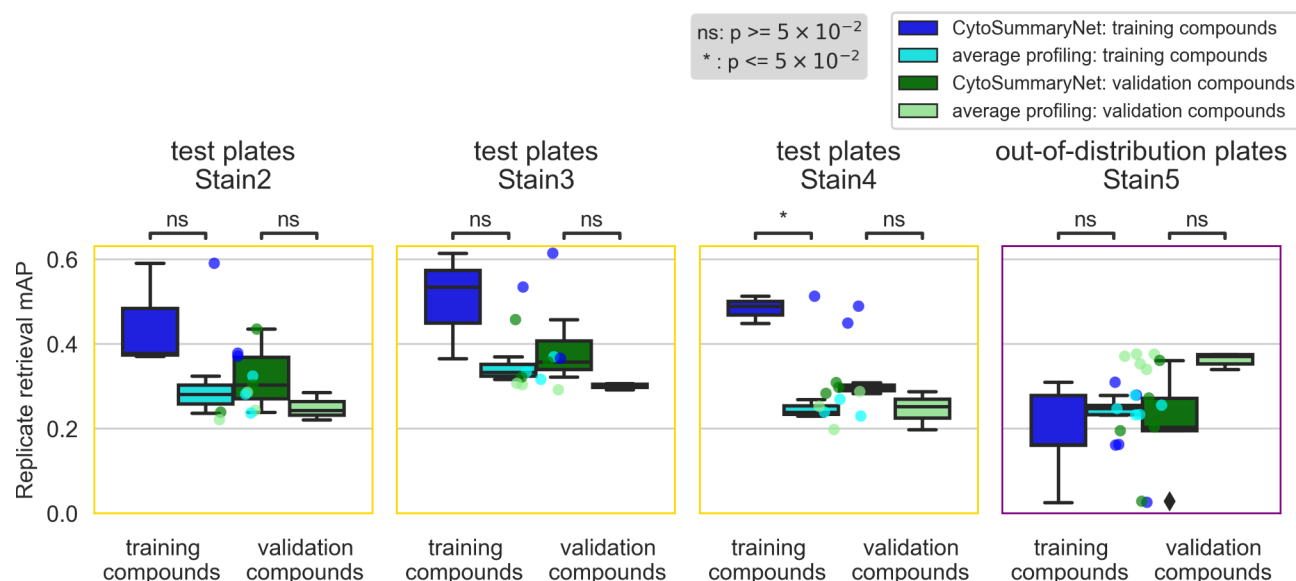 ns: p >= 5 × 10⁻²
* : p <= 5 × 10⁻²
CytoSummaryNet: training compounds
average profiling: training compounds
CytoSummaryNet: validation compounds
average profiling: validation compounds
test plates
Stain2
test plates
Stain3
test plates
Stain4
out-of-distribution plates
Stain5
ns
ns
ns
ns
*
ns
ns
ns
Replicate retrieval mAP
0.6
0.4
0.2
0.0
training
compounds
validation
compounds
training
compounds
validation
compounds
training
compounds
validation
compounds
training
compounds
validation
compounds